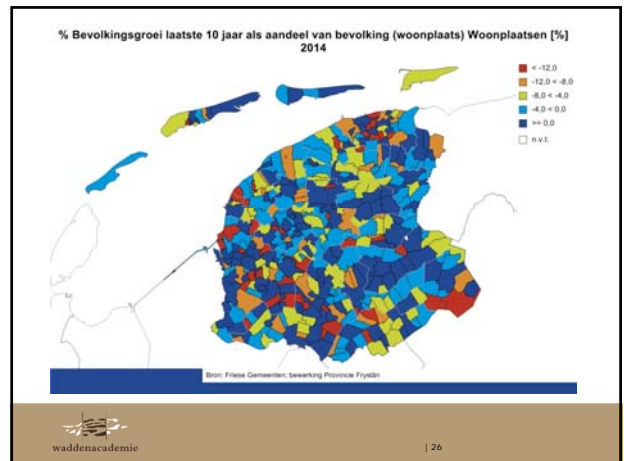 % Bevolkingsgroei laatste 10 jaar als aandeel van bevolking (woonplaats) Woonplaatsen [%]
2014
< -12,0
-12,0 < -8,0
-8,0 < -4,0
-4,0 < 0,0
>= 0,0
n.v.t.
Bron: Friese Gemeenten; bewerking Provincie Fryslân
waddenacademie
| 26